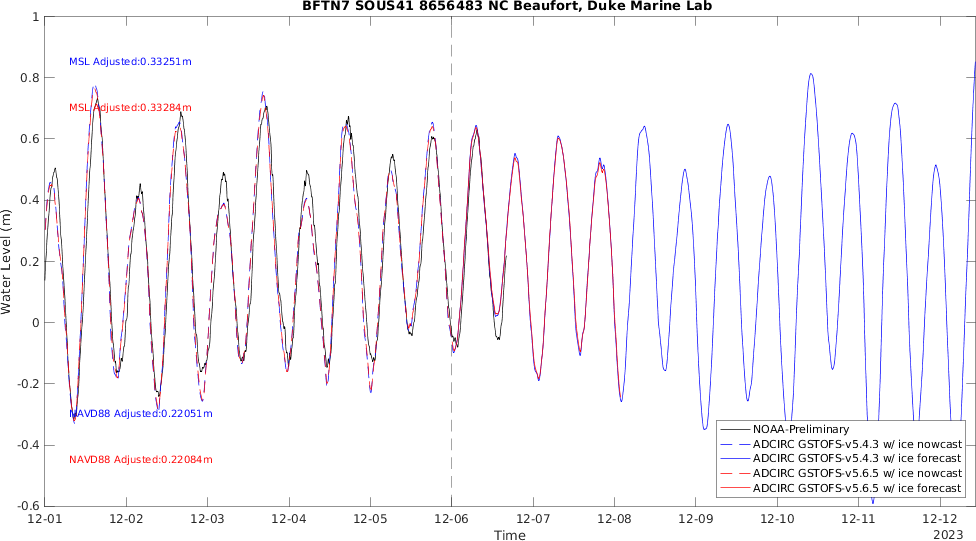 BFTN7 SOUS41 8656483 NC Beaufort, Duke Marine Lab
1
0.8
0.6
0.4
0.2
0
-0.2
-0.4
-0.6
Water Level (m)
MSL Adjusted:0.33251m
MSL Adjusted:0.33284m
NAVD88 Adjusted:0.22051m
NAVD88 Adjusted:0.22084m
NOAA-Preliminary
ADCIRC GSTOFS-v5.4.3 w/ ice nowcast
ADCIRC GSTOFS-v5.4.3 w/ ice forecast
ADCIRC GSTOFS-v5.6.5 w/ ice nowcast
ADCIRC GSTOFS-v5.6.5 w/ ice forecast
12-01 12-02 12-03 12-04 12-05 12-06 12-07 12-08 12-09 12-10 12-11 12-12
Time
2023